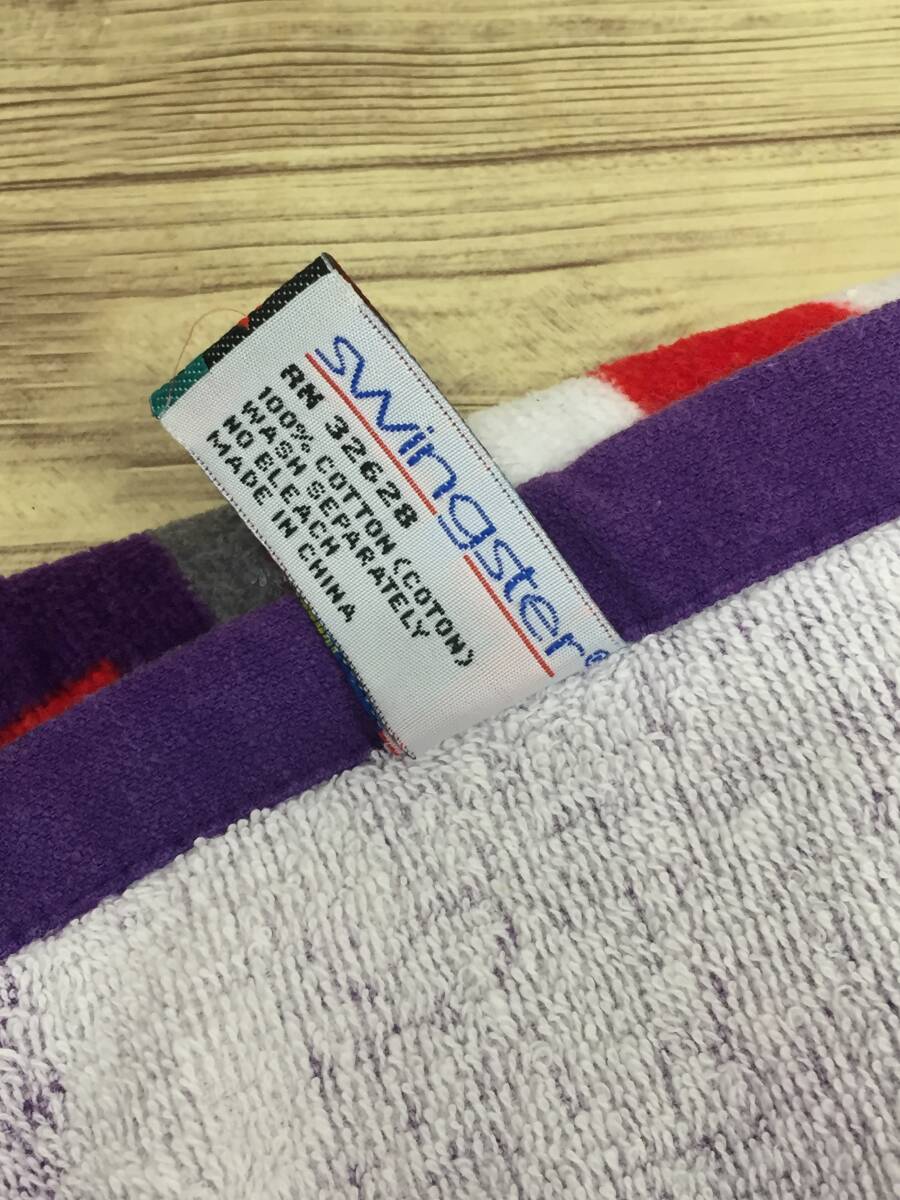 swingster®
RN 32628
100% COTTON (COTON)
WASH SEPARATELY
NO BLEACH
MADE IN CHINA